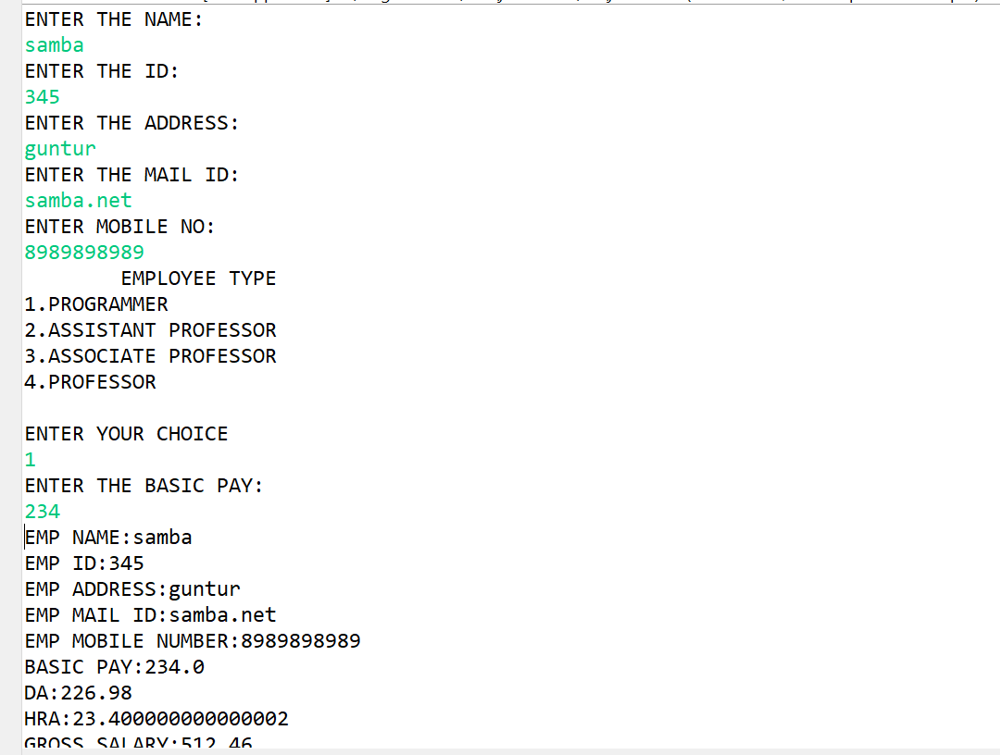 ENTER THE NAME:
samba
ENTER THE ID:
345
ENTER THE ADDRESS:
guntur
ENTER THE MAIL ID:
samba.net
ENTER MOBILE NO:
8989898989
EMPLOYEE TYPE
1.PROGRAMMER
2.ASSISTANT PROFESSOR
3.ASSOCIATE PROFESSOR
4.PROFESSOR
ENTER YOUR CHOICE
1
ENTER THE BASIC PAY:
234
EMP NAME:samba
EMP ID:345
EMP ADDRESS:guntur
EMP MAIL ID:samba.net
EMP MOBILE NUMBER:8989898989
BASIC PAY:234.0
DA:226.98
HRA:23.400000000000002
GROSS SALARY:512.46